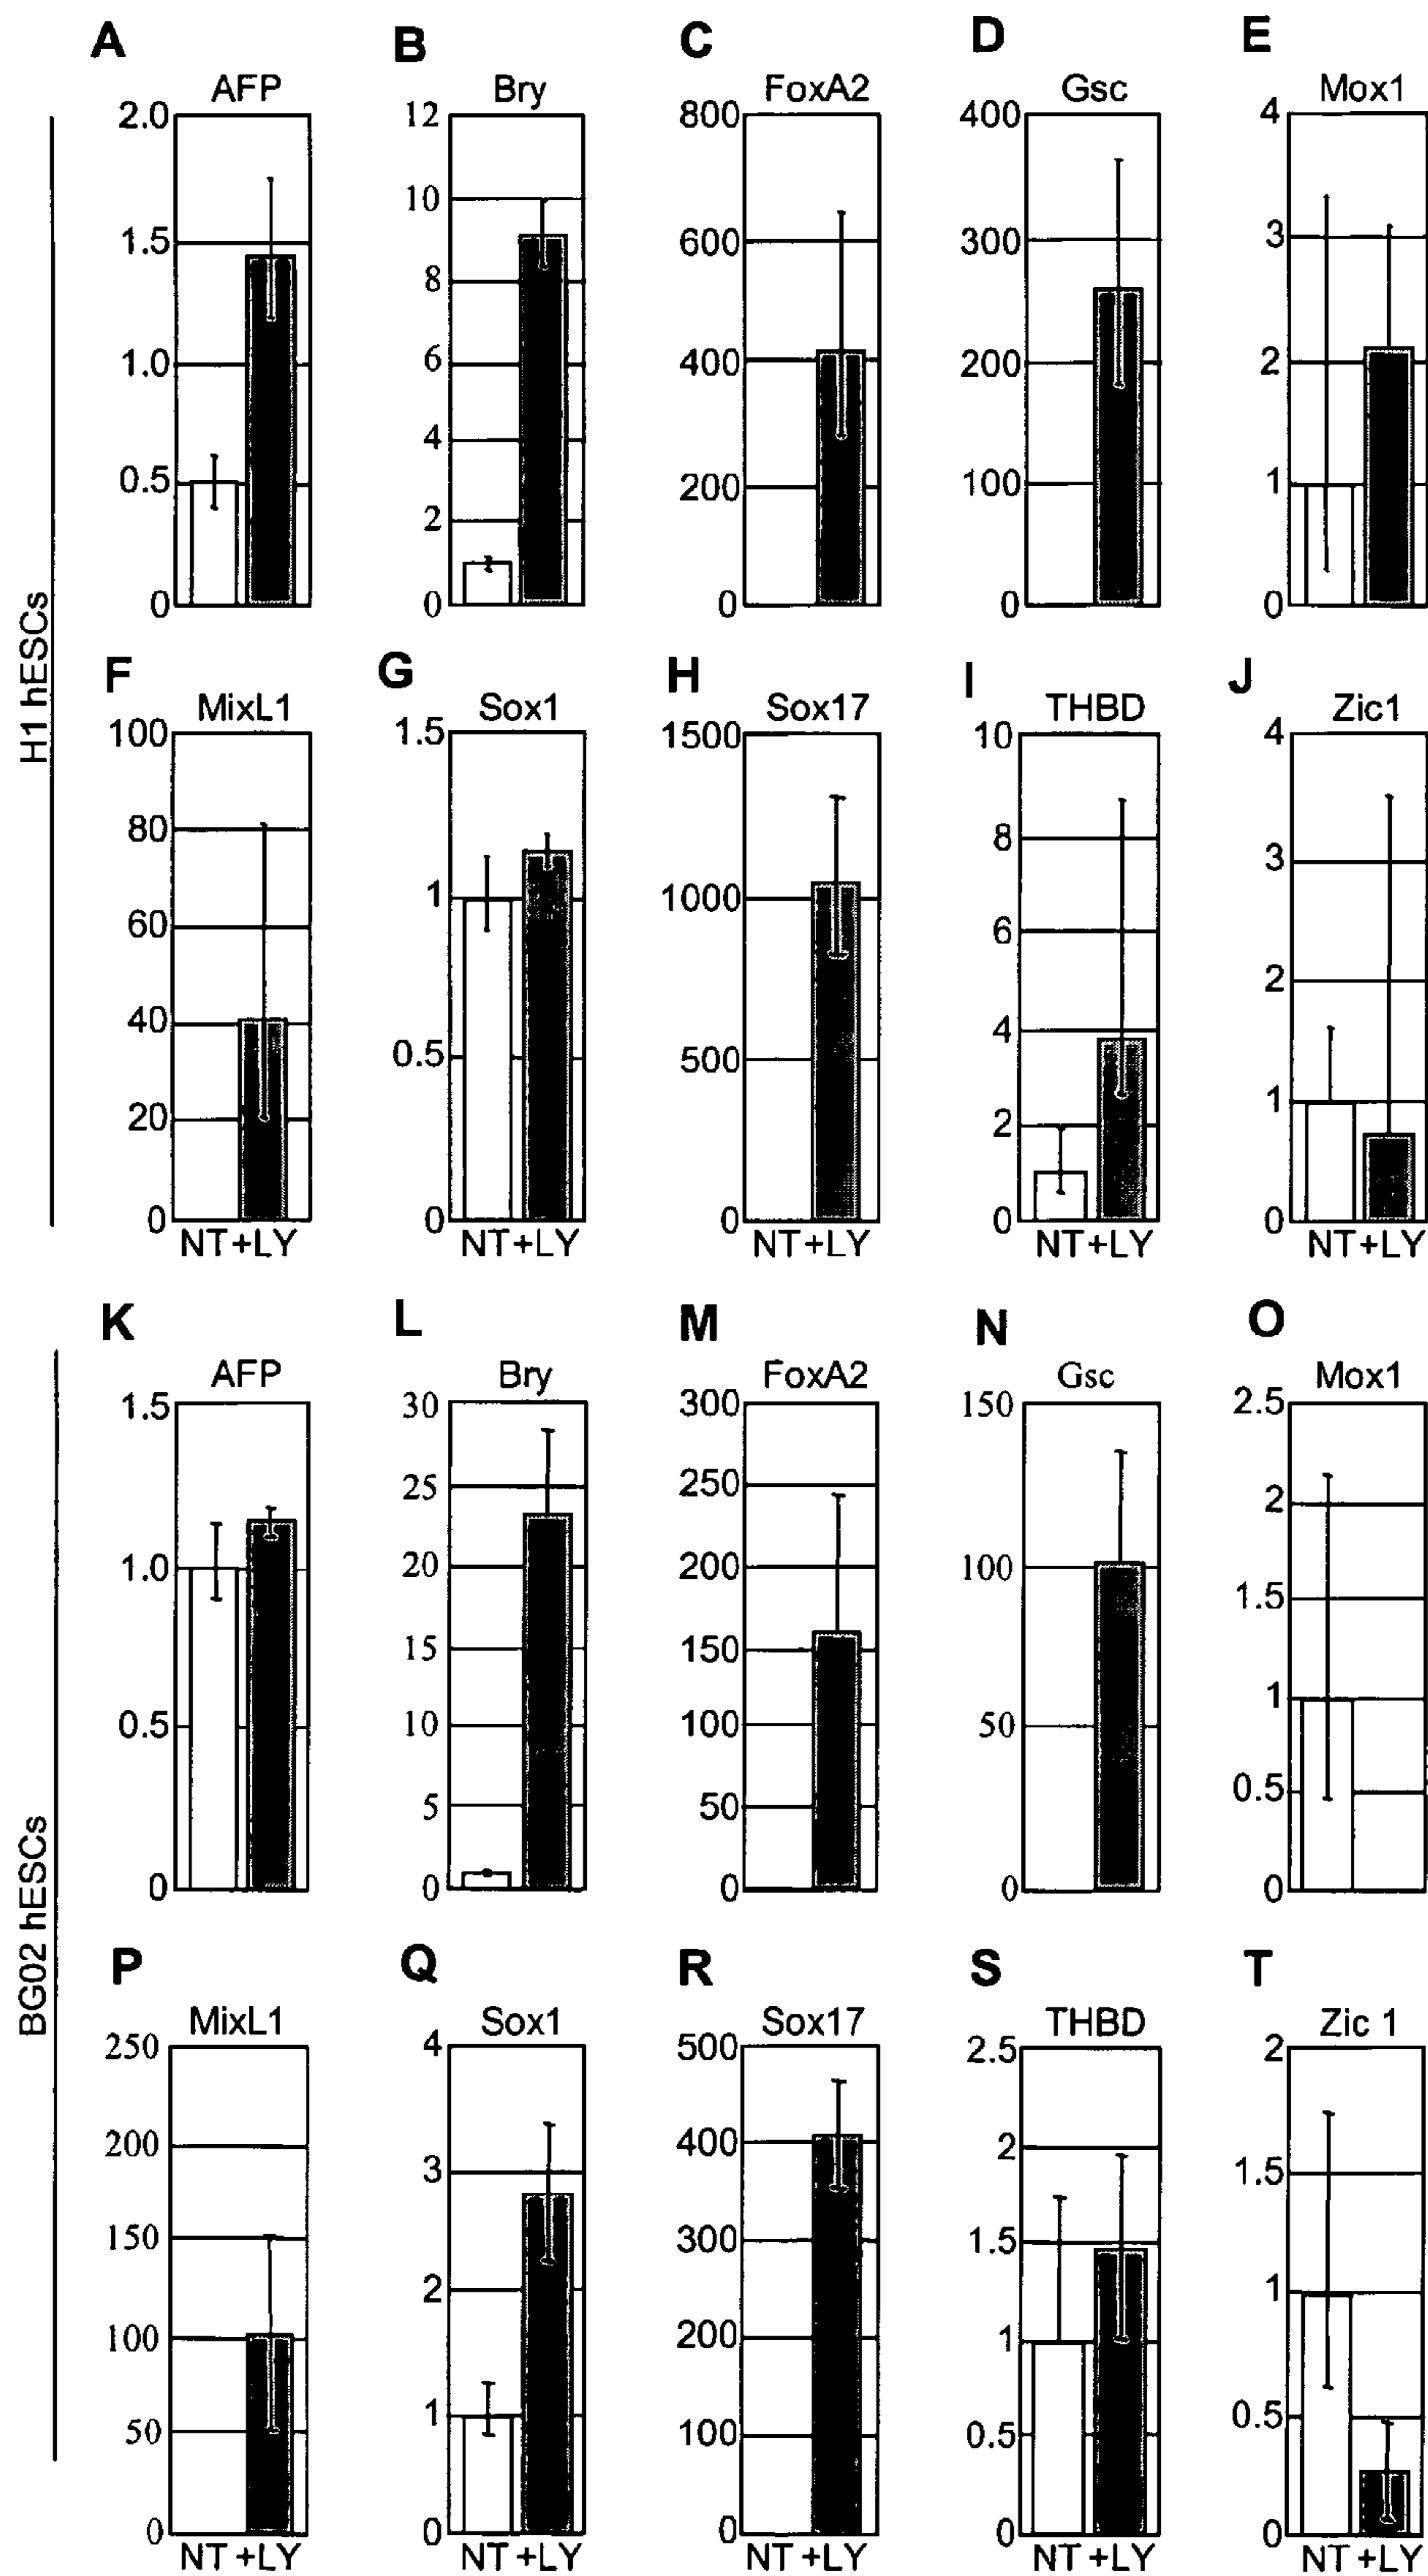 H1 hESCs
A B C D E
AFP Bry FoxA2 Gsc Mox1
2.0 1.5 1.0 0.5 0
12 10 8 6 4 2 0
800 600 400 200 0
400 300 200 100 0
4 3 2 1 0
F G H I J
MixL1 Sox1 Sox17 THBD Zic1
100 80 60 40 20 0
1.5 1 0.5 0
1500 1000 500 0
10 8 6 4 2 0
4 3 2 1 0
NT +LY NT +LY NT +LY NT +LY NT +LY
BG02 hESCs
K L M N O
AFP Bry FoxA2 Gsc Mox1
1.5 1.0 0.5 0
30 25 20 15 10 5 0
300 250 200 150 100 50 0
150 100 50 0
2.5 2 1.5 1 0.5 0
P Q R S T
MixL1 Sox1 Sox17 THBD Zic 1
250 200 150 100 50 0
4 3 2 1 0
500 400 300 200 100 0
2.5 2 1.5 1 0.5 0
2 1.5 1 0.5 0
NT +LY NT +LY NT +LY NT +LY NT +LY